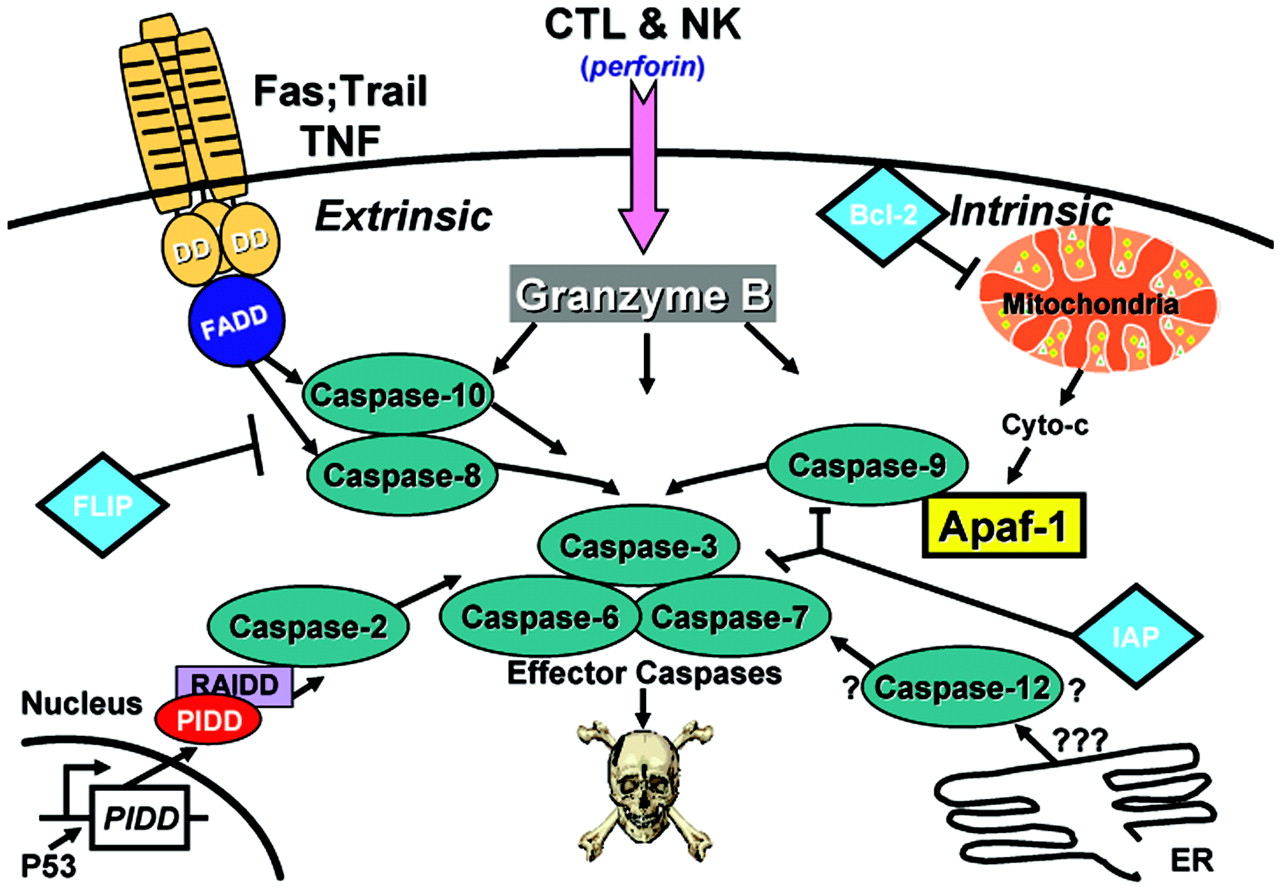 CTL & NK
(perforin)
Fas;Trail
TNF
Extrinsic
Bcl-2
Intrinsic
DD
DD
FADD
Granzyme B
Mitochondria
Caspase-10
Cyto-c
Caspase-8
Caspase-9
FLIP
Apaf-1
Caspase-3
Caspase-2
Caspase-6
Caspase-7
IAP
Effector Caspases
RAIDD
PIDD
Nucleus
?
Caspase-12
?
???
PIDD
P53
ER